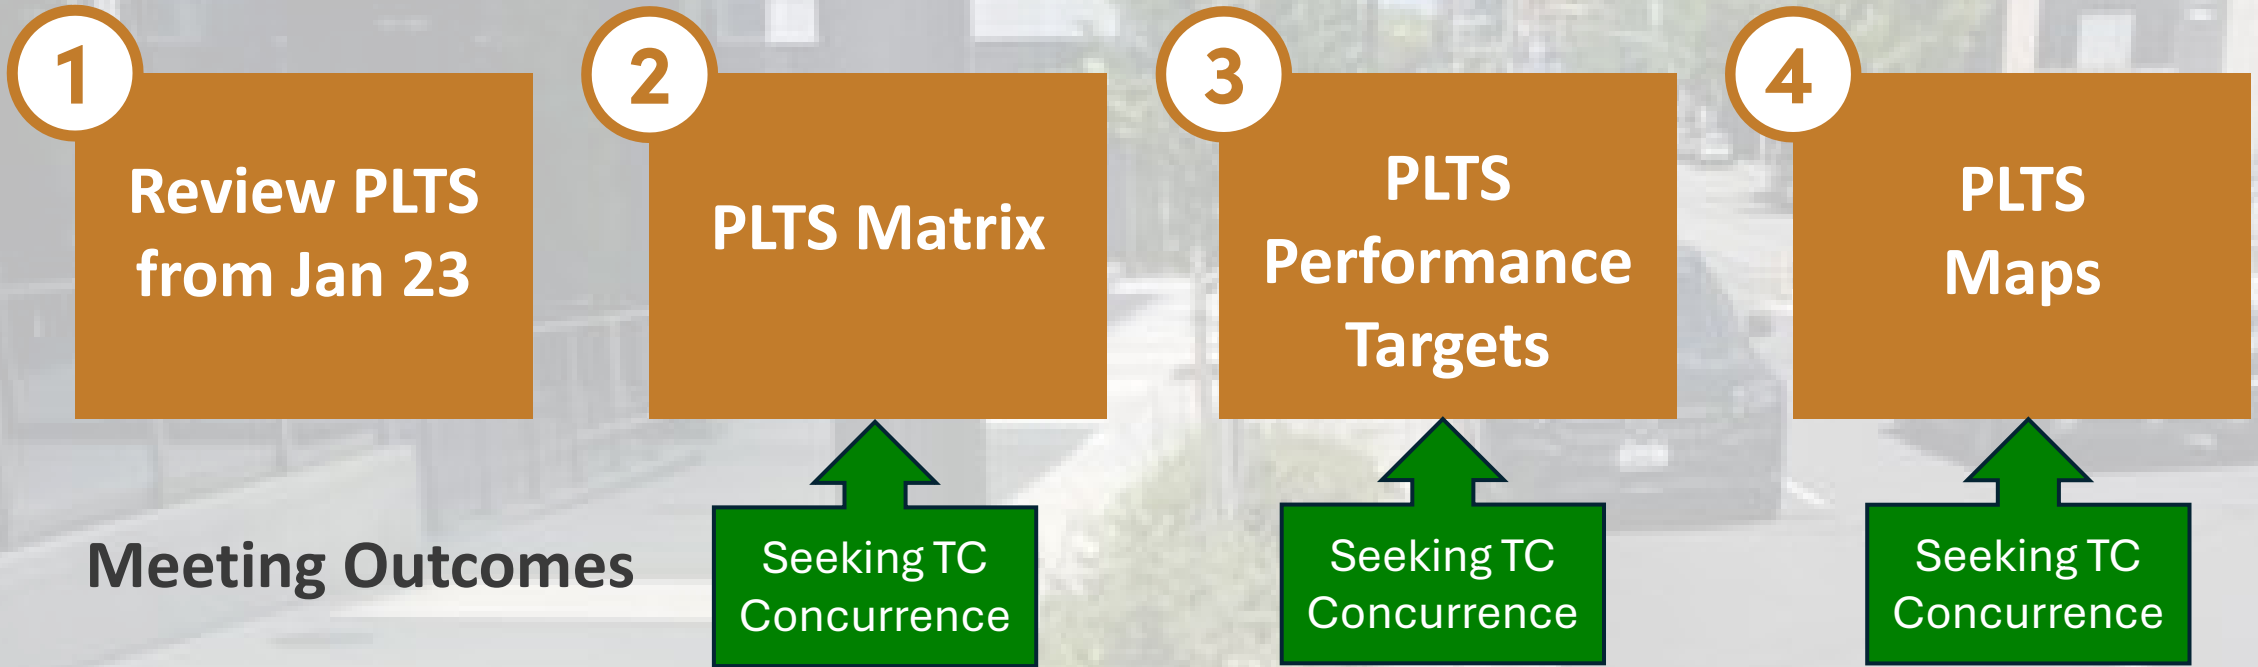 1
Review PLTS
from Jan 23
2
PLTS Matrix
3
PLTS
Performance
Targets
4
PLTS
Maps
Meeting Outcomes
Seeking TC
Concurrence
Seeking TC
Concurrence
Seeking TC
Concurrence